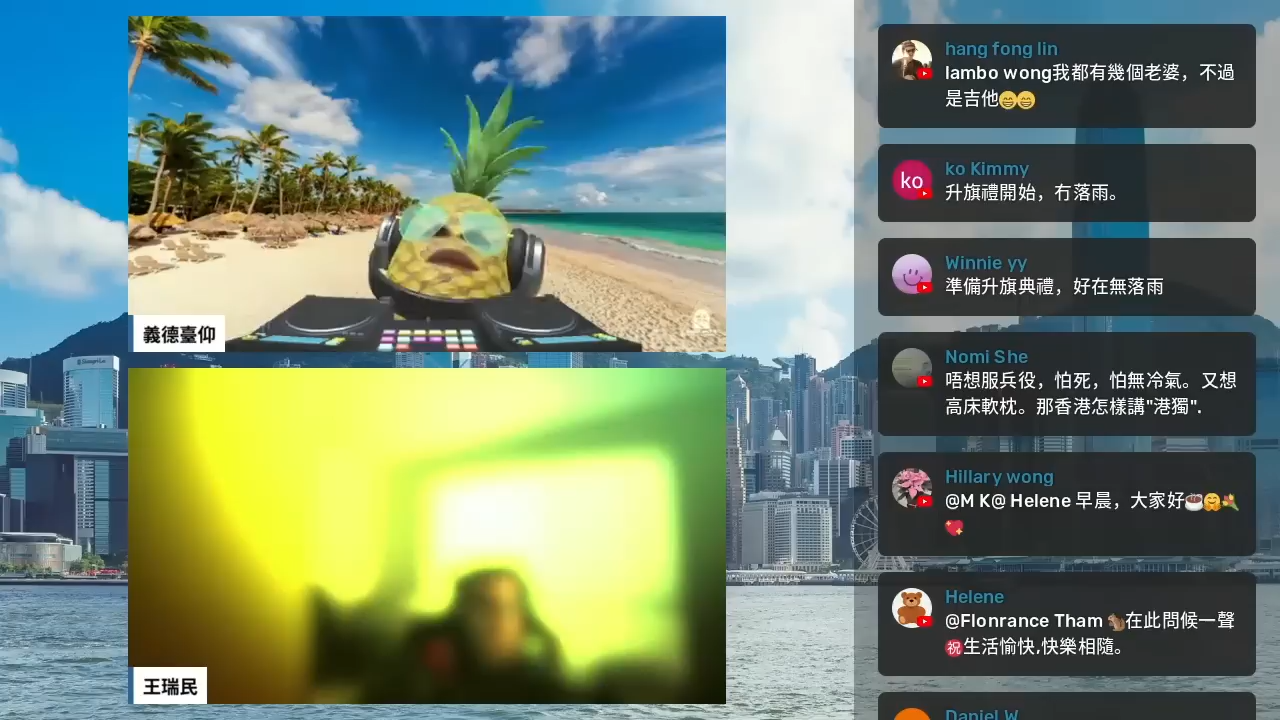 義德臺仰
王瑞民
hang fong lin
lambo wong我都有幾個老婆，不過
是吉他😁😁
ko
ko Kimmy
升旗禮開始，冇落雨。
Winnie yy
準備升旗典禮，好在無落雨
Nomi She
唔想服兵役，怕死，怕無冷氣。又想
高床軟枕。那香港怎樣講"港獨".
Hillary wong
@M K@ Helene 早晨，大家好☕🤗💐
💖
Helene
@Flonrance Tham 🐿️在此問候一聲
㊗️生活愉快,快樂相隨。
Daniel W